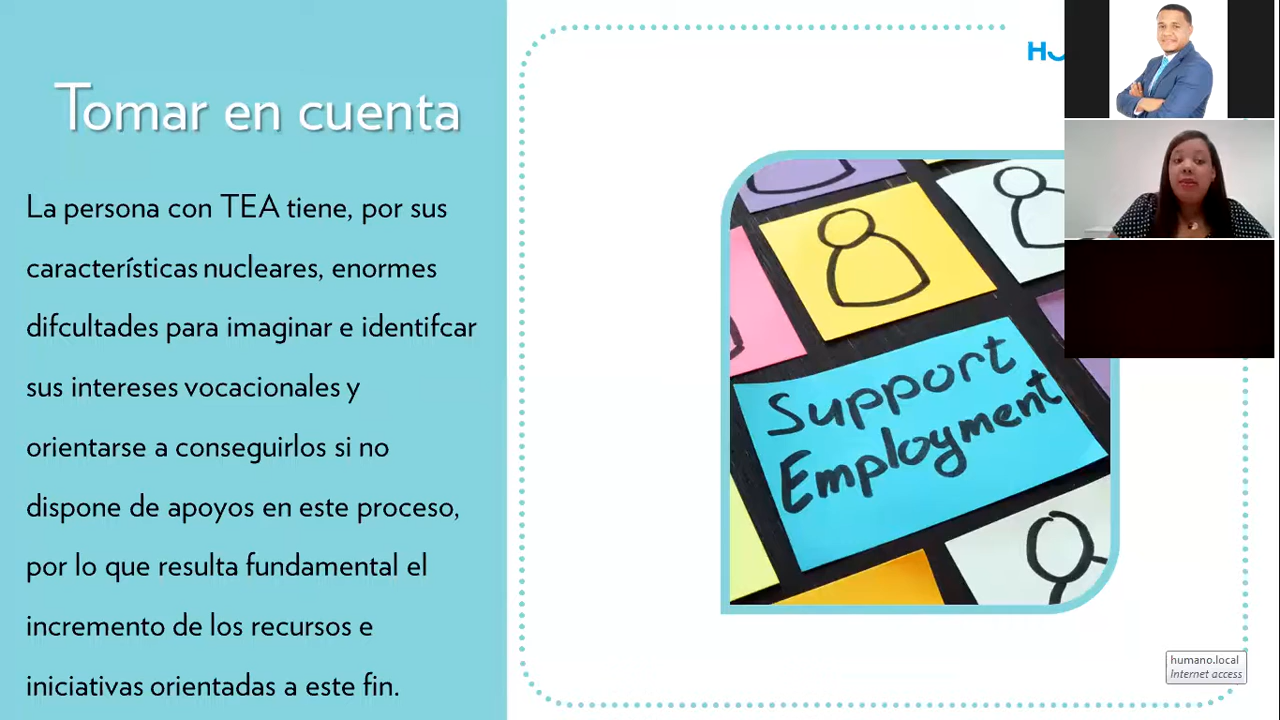 Tomar en cuenta
La persona con TEA tiene, por sus
características nucleares, enormes
difcultades para imaginar e identifcar
sus intereses vocacionales y
orientarse a conseguirlos si no
dispone de apoyos en este proceso,
por lo que resulta fundamental el
incremento de los recursos e
iniciativas orientadas a este fin.
Support
Employment
humano.local
Internet access